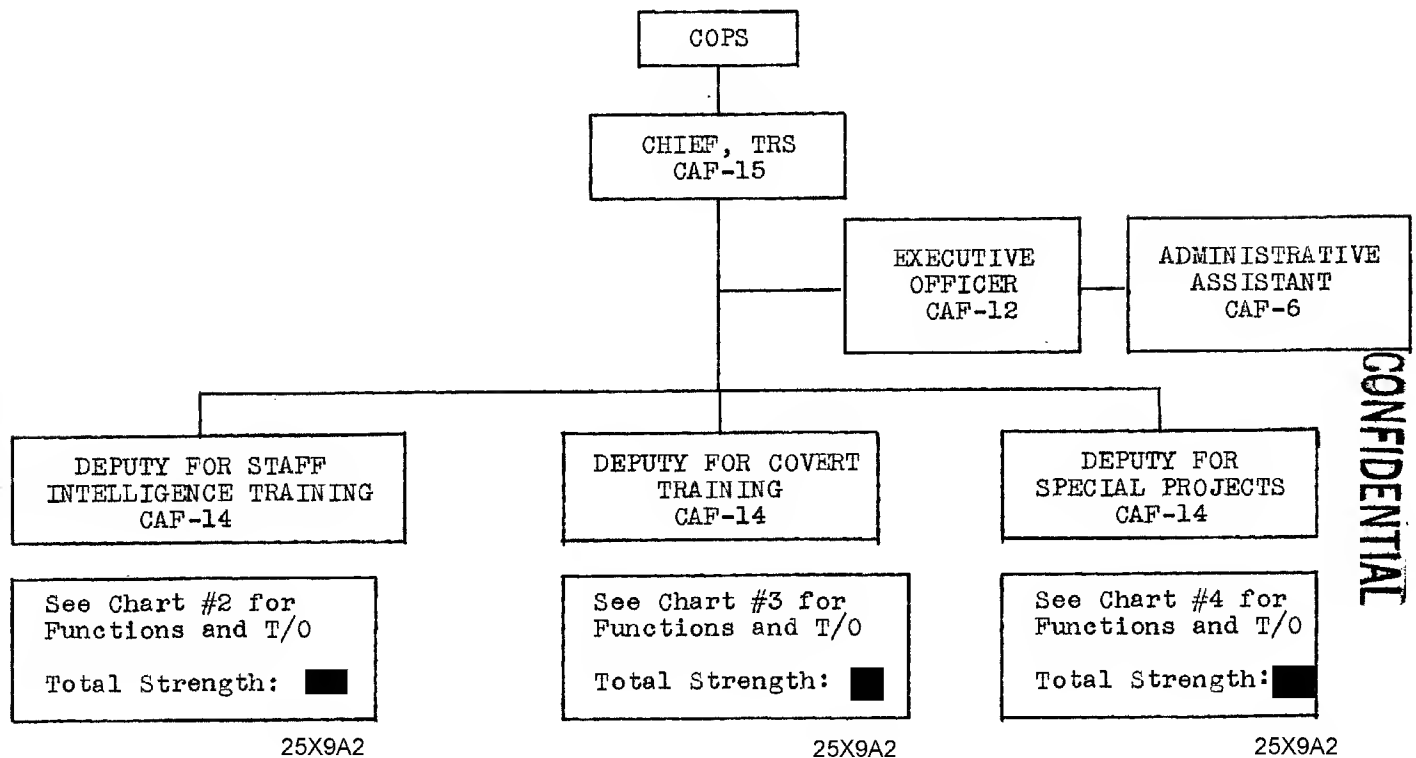 COPS
CHIEF, TRS
CAF-15
EXECUTIVE
OFFICER
CAF-12
ADMINISTRATIVE
ASSISTANT
CAF-6
CONFIDENTIAL
DEPUTY FOR STAFF
INTELLIGENCE TRAINING
CAF-14
DEPUTY FOR COVERT
TRAINING
CAF-14
DEPUTY FOR
SPECIAL PROJECTS
CAF-14
See Chart #2 for
Functions and T/O
Total Strength:
25X9A2
See Chart #3 for
Functions and T/O
Total Strength:
25X9A2
See Chart #4 for
Functions and T/O
Total Strength:
25X9A2